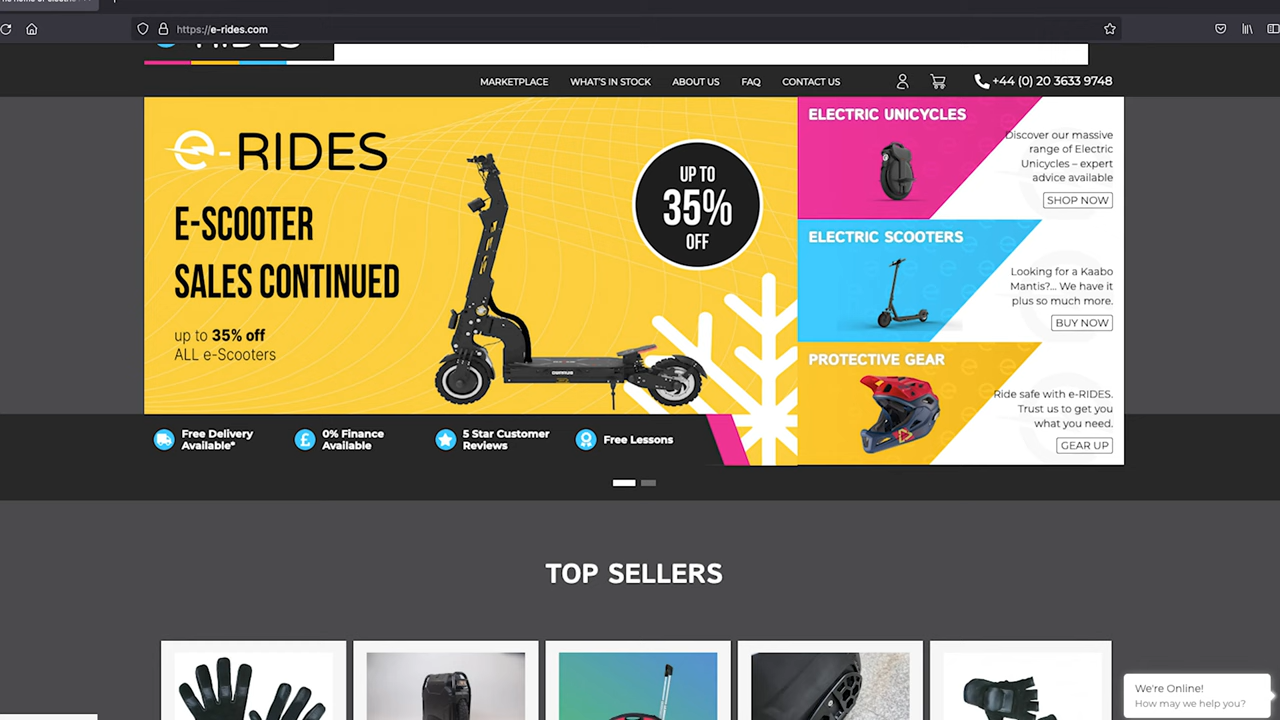 https://e-rides.com
MARKETPLACE
WHAT'S IN STOCK
ABOUT US
FAQ
CONTACT US
+44 (0) 20 3633 9748
e-RIDES
E-SCOOTER
SALES CONTINUED
up to 35% off
ALL e-Scooters
UP TO
35%
OFF
ELECTRIC UNICYCLES
Discover our massive
range of Electric
Unicycles – expert
advice available
SHOP NOW
ELECTRIC SCOOTERS
Looking for a Kaabo
Mantis?... We have it
plus so much more.
BUY NOW
PROTECTIVE GEAR
Ride safe with e-RIDES.
Trust us to get you
what you need.
GEAR UP
Free Delivery
Available*
0% Finance
Available
5 Star Customer
Reviews
Free Lessons
TOP SELLERS
We're Online!
How may we help you?